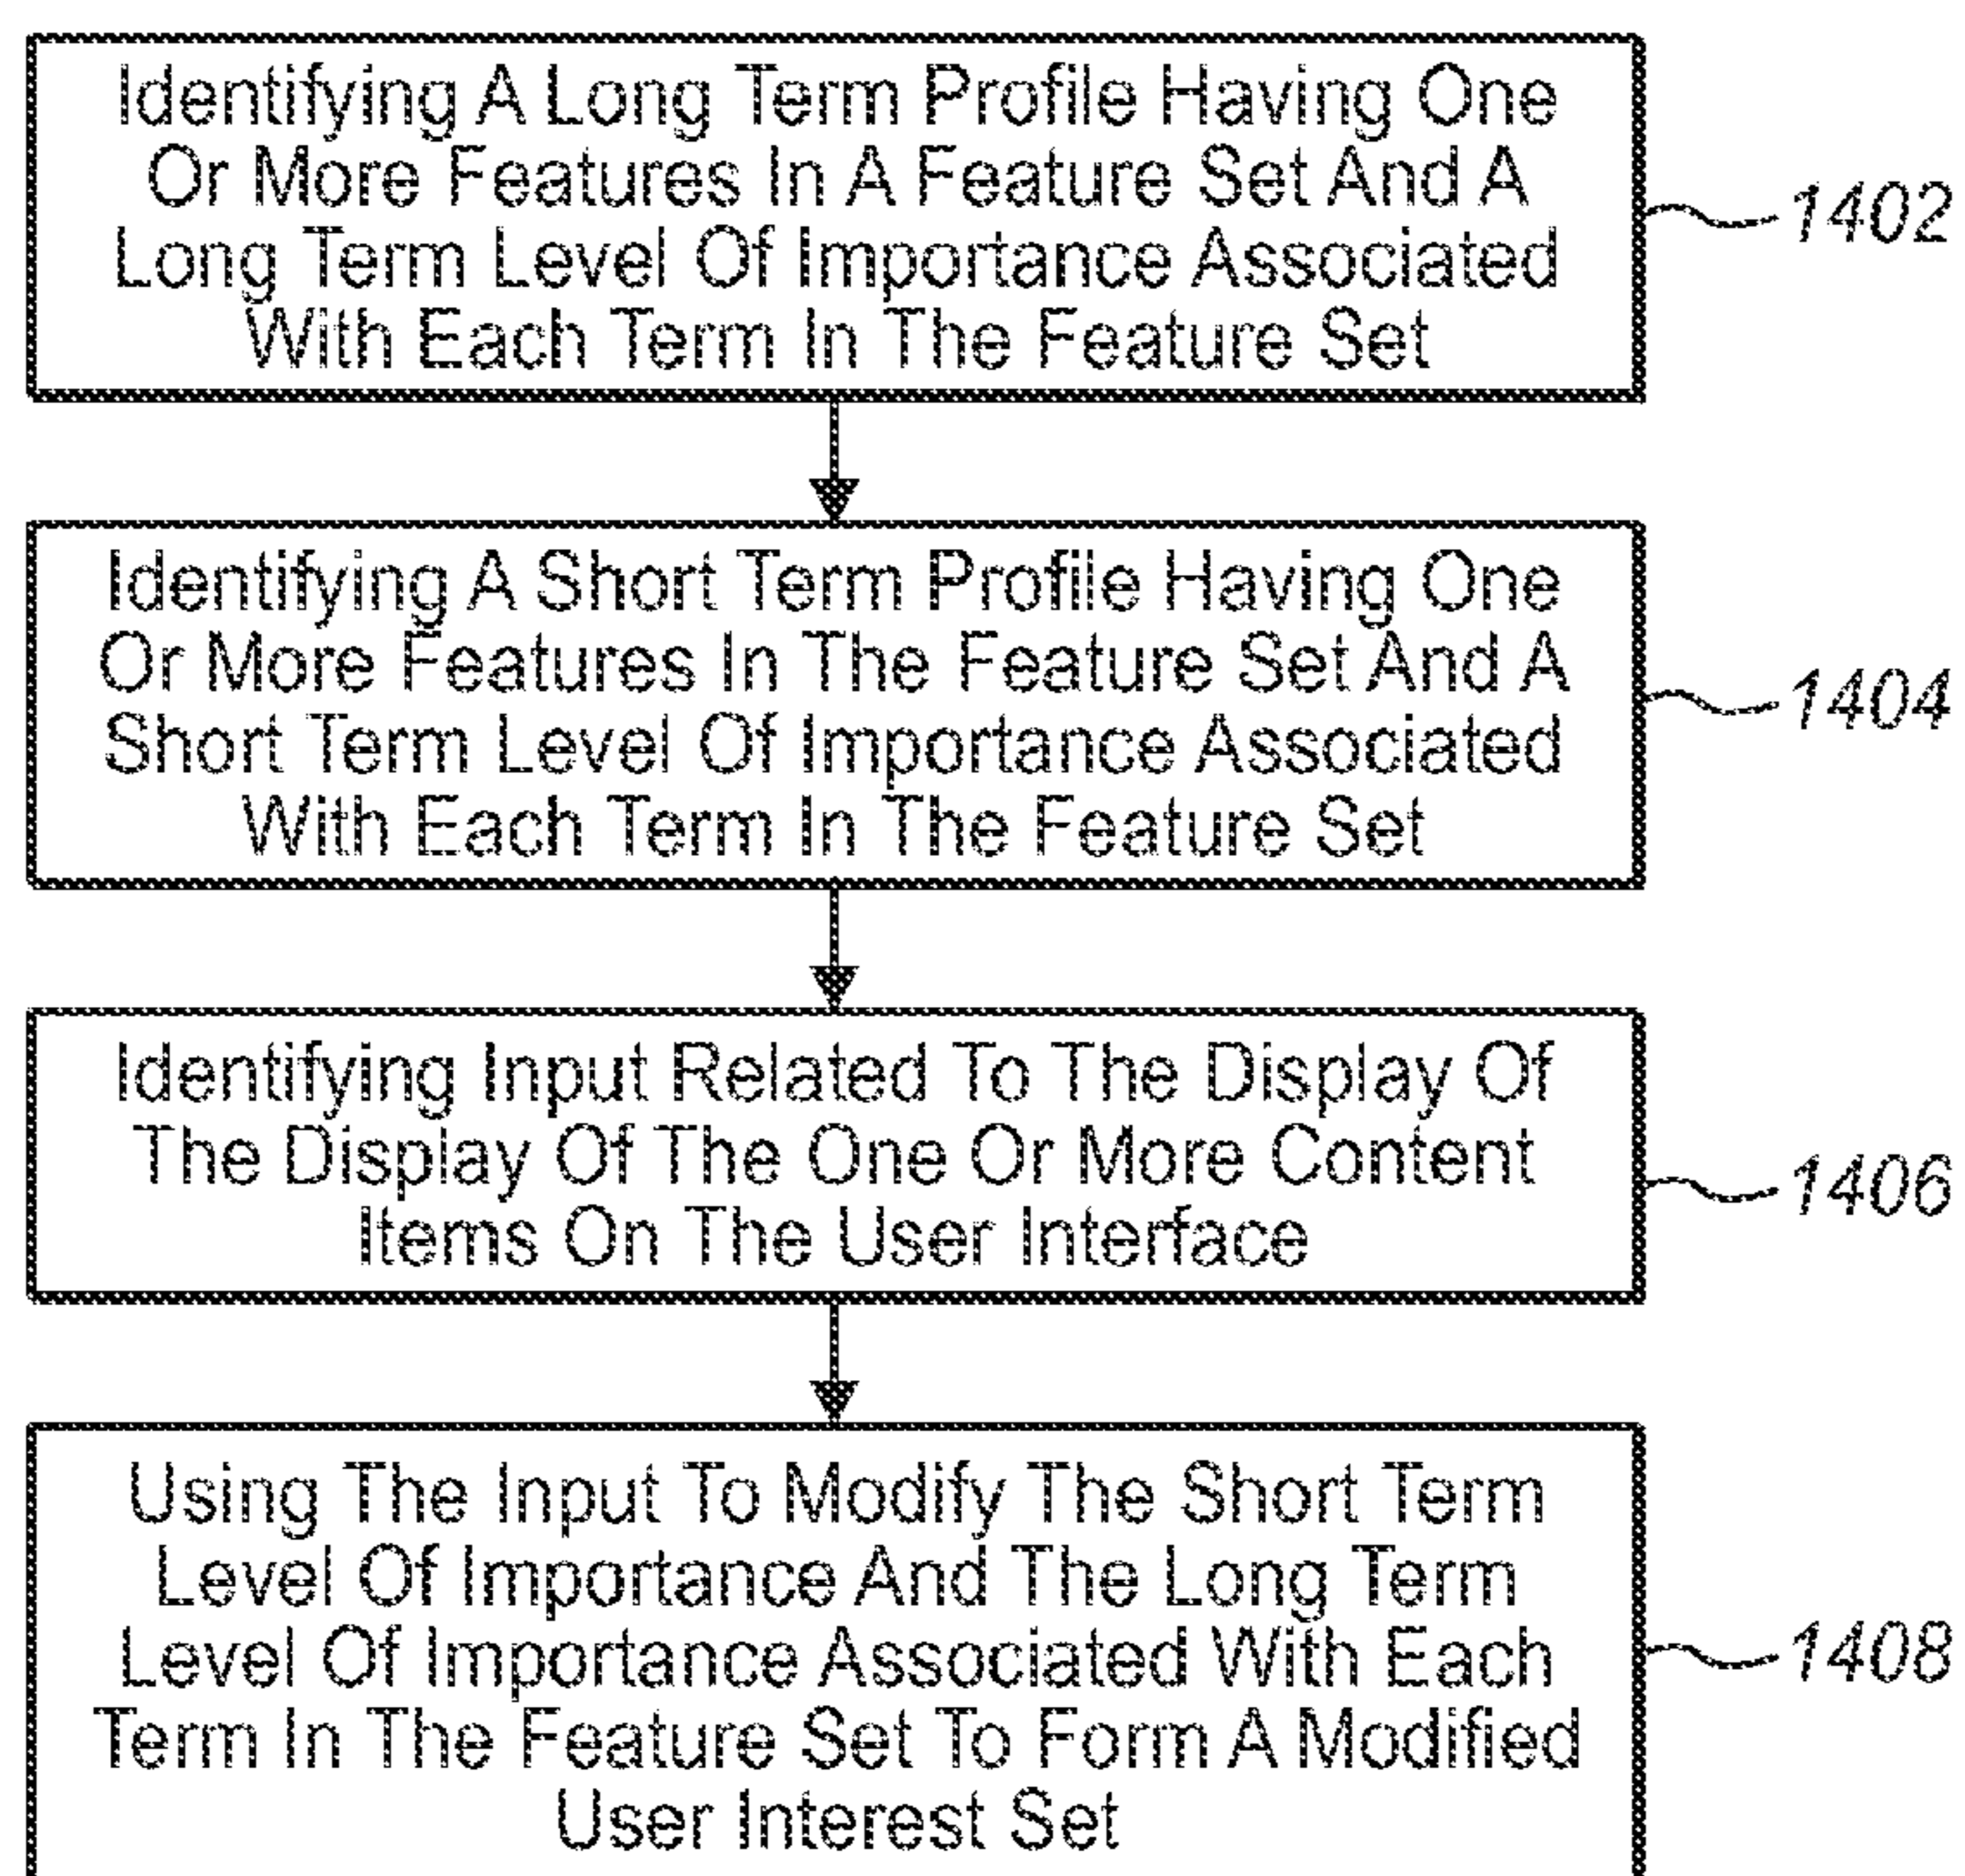 Identifying A Long Term Profile Having One
Or More Features In A Feature Set And A
Long Term Level Of Importance Associated
With Each Term In The Feature Set
1402
Identifying A Short Term Profile Having One
Or More Features In The Feature Set And A
Short Term Level Of Importance Associated
With Each Term In The Feature Set
1404
Identifying Input Related To The Display Of
The Display Of The One Or More Content
Items On The User Interface
1406
Using The Input To Modify The Short Term
Level Of Importance And The Long Term
Level Of Importance Associated With Each
Term In The Feature Set To Form A Modified
User Interest Set
1408